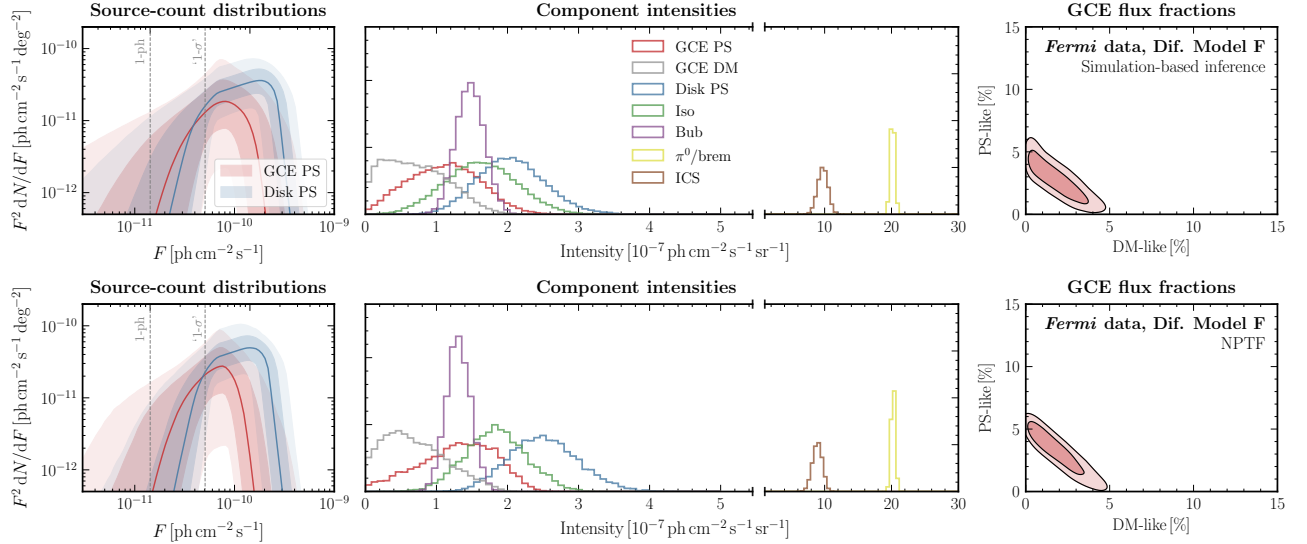 Source-count distributions
10⁻¹⁰
10⁻¹¹
10⁻¹²
F² dN/dF [ph cm⁻² s⁻¹ deg⁻²]
1-ph
'1-σ'
GCE PS
Disk PS
10⁻¹¹ 10⁻¹⁰ 10⁻⁹
F [ph cm⁻² s⁻¹]
Component intensities
GCE PS
GCE DM
Disk PS
Iso
Bub
π⁰/brem
ICS
0 1 2 3 4 5 10 20 30
Intensity [10⁻⁷ ph cm⁻² s⁻¹ sr⁻¹]
GCE flux fractions
Fermi data, Dif. Model F
Simulation-based inference
15
10
5
0
PS-like [%]
0 5 10 15
DM-like [%]
Source-count distributions
10⁻¹⁰
10⁻¹¹
10⁻¹²
F² dN/dF [ph cm⁻² s⁻¹ deg⁻²]
1-ph
'1-σ'
10⁻¹¹ 10⁻¹⁰ 10⁻⁹
F [ph cm⁻² s⁻¹]
Component intensities
0 1 2 3 4 5 10 20 30
Intensity [10⁻⁷ ph cm⁻² s⁻¹ sr⁻¹]
GCE flux fractions
Fermi data, Dif. Model F
NPTF
15
10
5
0
PS-like [%]
0 5 10 15
DM-like [%]